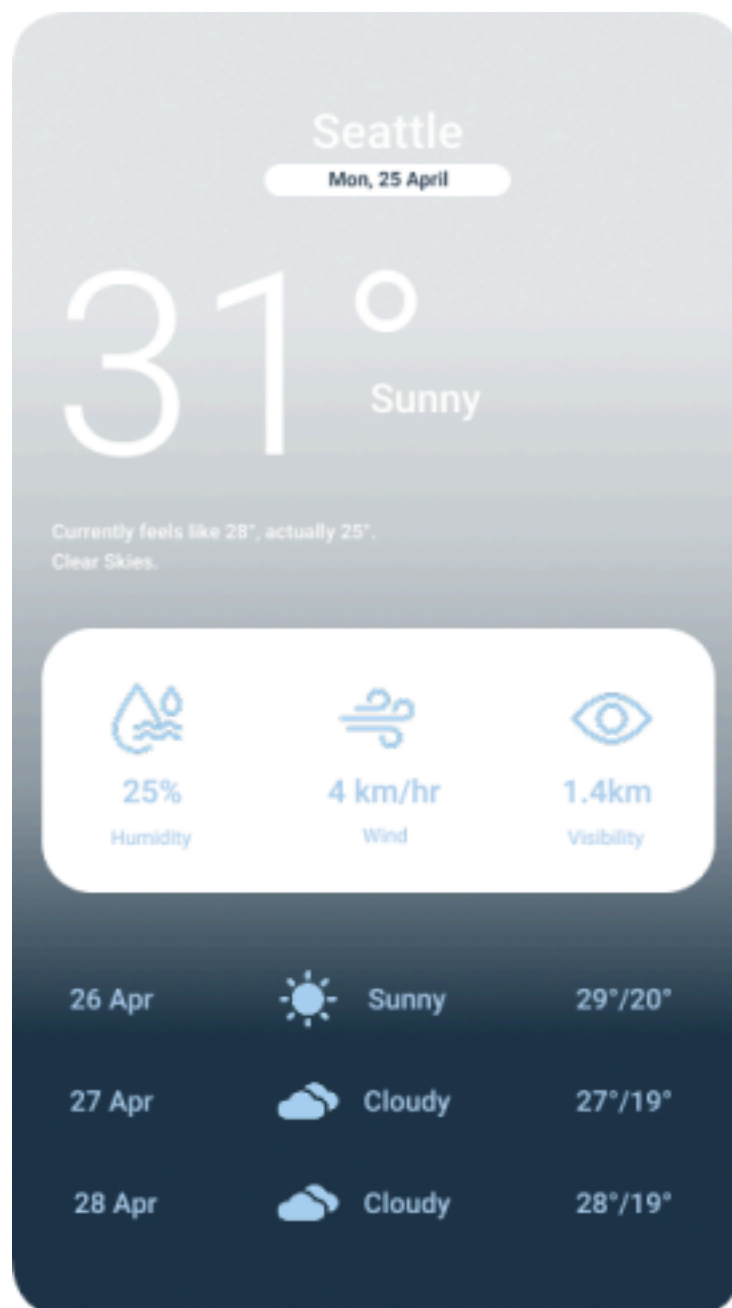 Seattle
Mon, 25 April
31°
Sunny
Currently feels like 28°, actually 25°.
Clear Skies.
25% 4 km/hr 1.4km
Humidity Wind Visibility
26 Apr Sunny 29°/20°
27 Apr Cloudy 27°/19°
28 Apr Cloudy 28°/19°